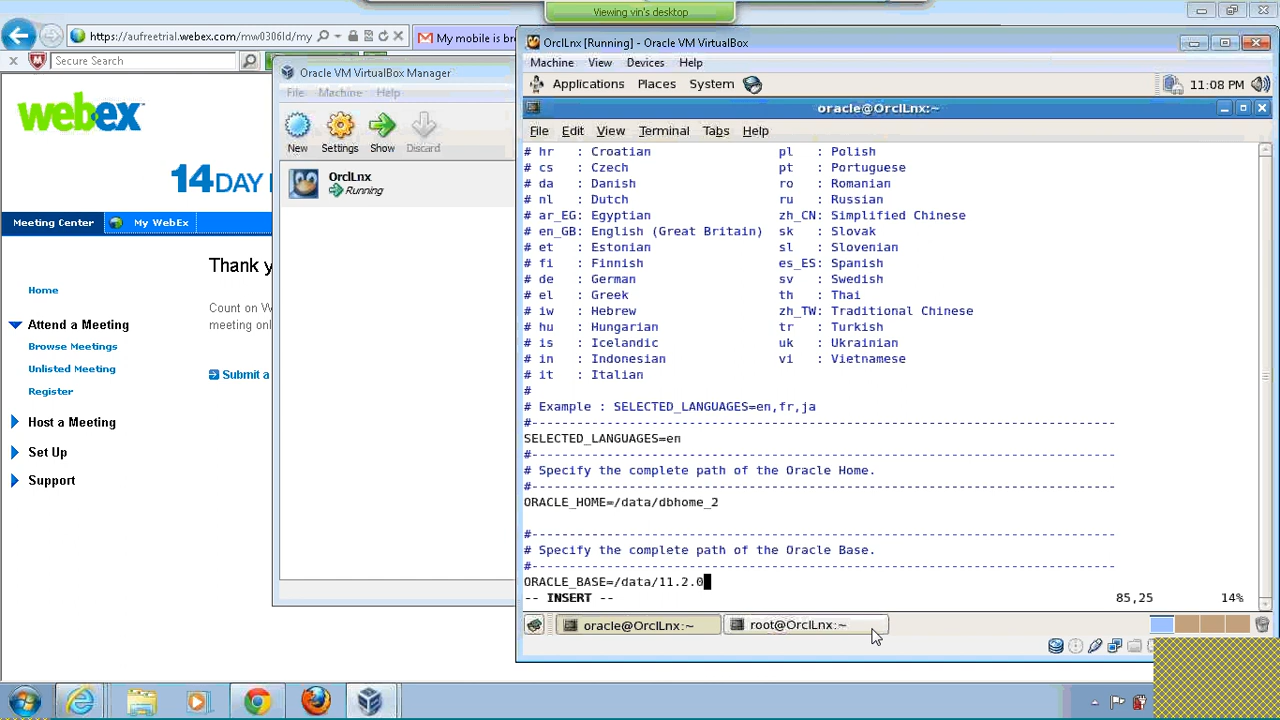 Viewing vin's desktop
https://aufreetrial.webex.com/mw0306ld/my
My mobile is br
Secure Search
webex
14 DAY
Meeting Center
My WebEx
Home
Attend a Meeting
Browse Meetings
Unlisted Meeting
Register
Host a Meeting
Set Up
Support
Thank y
Count on W
meeting onl
Submit a
Oracle VM VirtualBox Manager
File Machine Help
New Settings Show Discard
OrclLnx
Running
OrclLnx [Running] - Oracle VM VirtualBox
Machine View Devices Help
Applications Places System
11:08 PM
oracle@OrclLnx:~
File Edit View Terminal Tabs Help
# hr : Croatian pl : Polish
# cs : Czech pt : Portuguese
# da : Danish ro : Romanian
# nl : Dutch ru : Russian
# ar_EG: Egyptian zh_CN: Simplified Chinese
# en_GB: English (Great Britain) sk : Slovak
# et : Estonian sl : Slovenian
# fi : Finnish es_ES: Spanish
# de : German sv : Swedish
# el : Greek th : Thai
# iw : Hebrew zh_TW: Traditional Chinese
# hu : Hungarian tr : Turkish
# is : Icelandic uk : Ukrainian
# in : Indonesian vi : Vietnamese
# it : Italian
#
# Example : SELECTED_LANGUAGES=en,fr,ja
#-------------------------------------------------------------------------------
SELECTED_LANGUAGES=en
#-------------------------------------------------------------------------------
# Specify the complete path of the Oracle Home.
#-------------------------------------------------------------------------------
ORACLE_HOME=/data/dbhome_2
#-------------------------------------------------------------------------------
# Specify the complete path of the Oracle Base.
#-------------------------------------------------------------------------------
ORACLE_BASE=/data/11.2.0
-- INSERT -- 85,25 14%
oracle@OrclLnx:~
root@OrclLnx:~